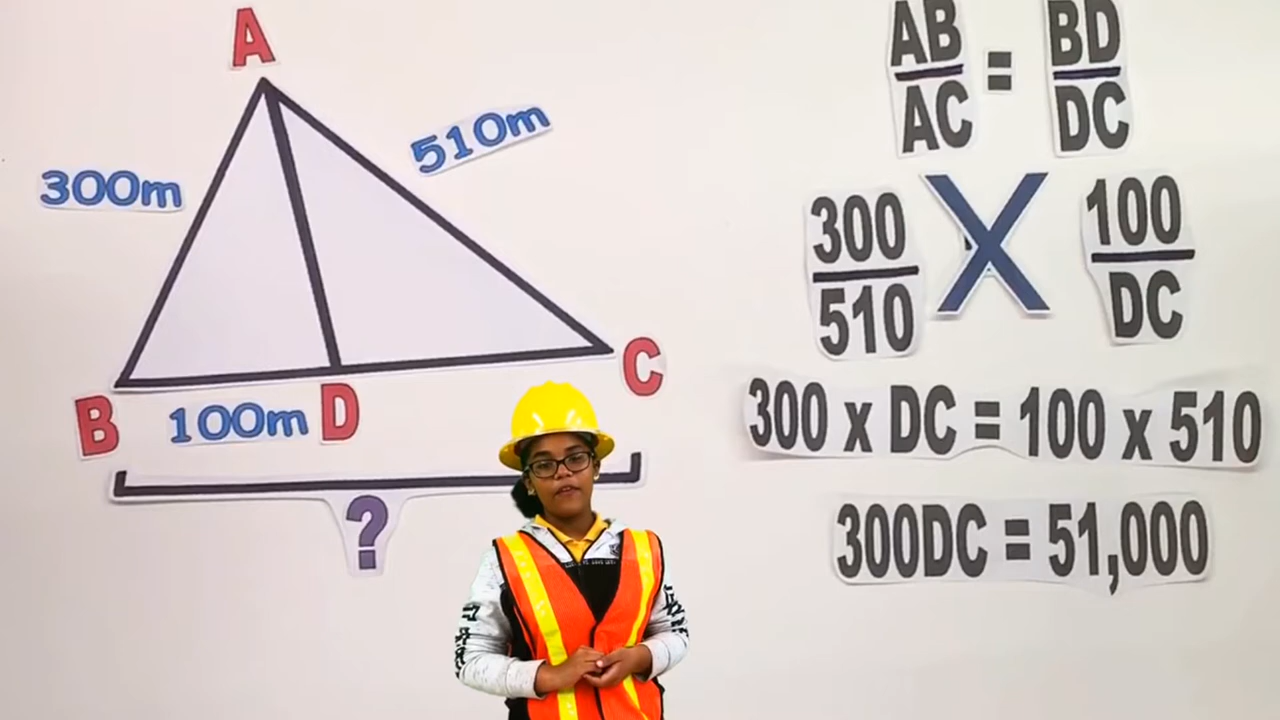 A
510m
300m
B
100m
D
C
?
AB = BD
AC DC
300 X 100
510 DC
300 x DC = 100 x 510
300DC = 51,000